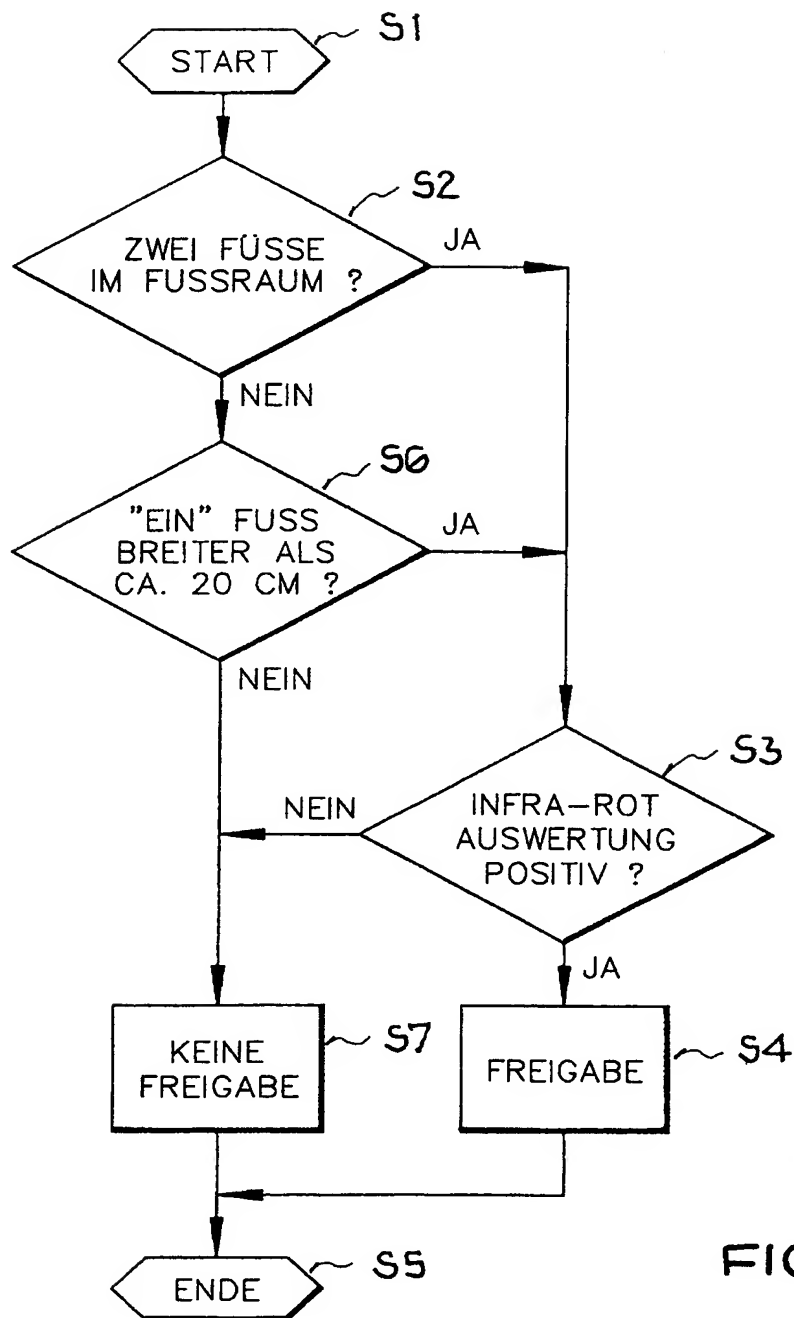 START
S1
S2
ZWEI FÜSSE
IM FUSSRAUM ?
JA
NEIN
S6
"EIN" FUSS
BREITER ALS
CA. 20 CM ?
JA
NEIN
S3
INFRA-ROT
AUSWERTUNG
POSITIV ?
NEIN
JA
KEINE
FREIGABE
S7
FREIGABE
S4
ENDE
S5
FIG